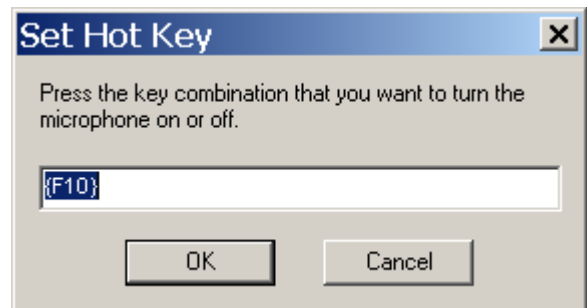 Set Hot Key
Press the key combination that you want to turn the
microphone on or off.
{F10}
OK Cancel